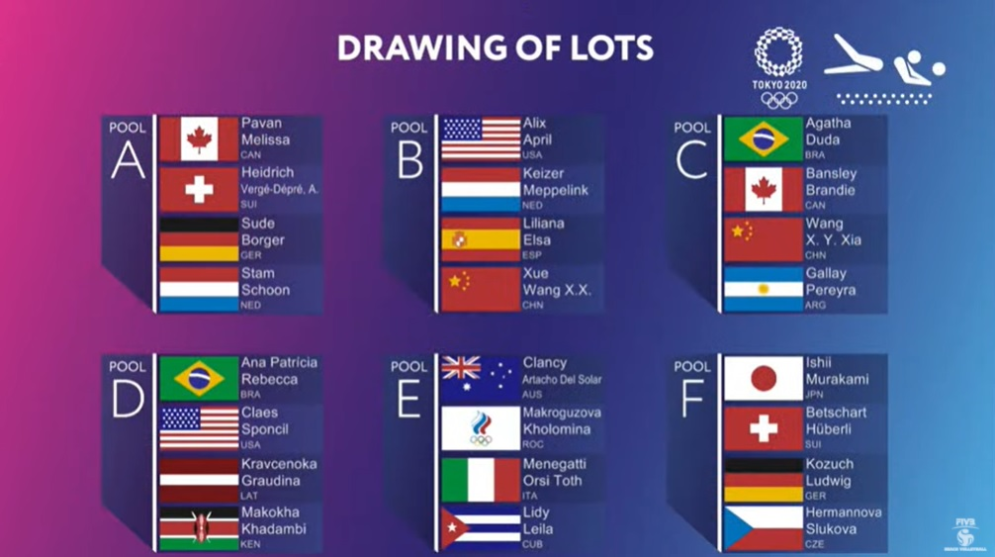 DRAWING OF LOTS
TOKYO 2020
POOL
A
Pavan
Melissa
CAN
Heidrich
Vergé-Dépré, A.
SUI
Sude
Borger
GER
Stam
Schoon
NED
POOL
B
Alix
April
USA
Keizer
Meppelink
NED
Liliana
Elsa
ESP
Xue
Wang X.X.
CHN
POOL
C
Agatha
Duda
BRA
Bansley
Brandie
CAN
Wang
X. Y. Xia
CHN
Gallay
Pereyra
ARG
POOL
D
Ana Patrícia
Rebecca
BRA
Claes
Sponcil
USA
Kravcenoka
Graudina
LAT
Makokha
Khadambi
KEN
POOL
E
Clancy
Artacho Del Solar
AUS
Makroguzova
Kholomina
ROC
Menegatti
Orsi Toth
ITA
Lidy
Leila
CUB
POOL
F
Ishii
Murakami
JPN
Betschart
Hüberli
SUI
Kozuch
Ludwig
GER
Hermannova
Slukova
CZE
FIVB
BEACH VOLLEYBALL